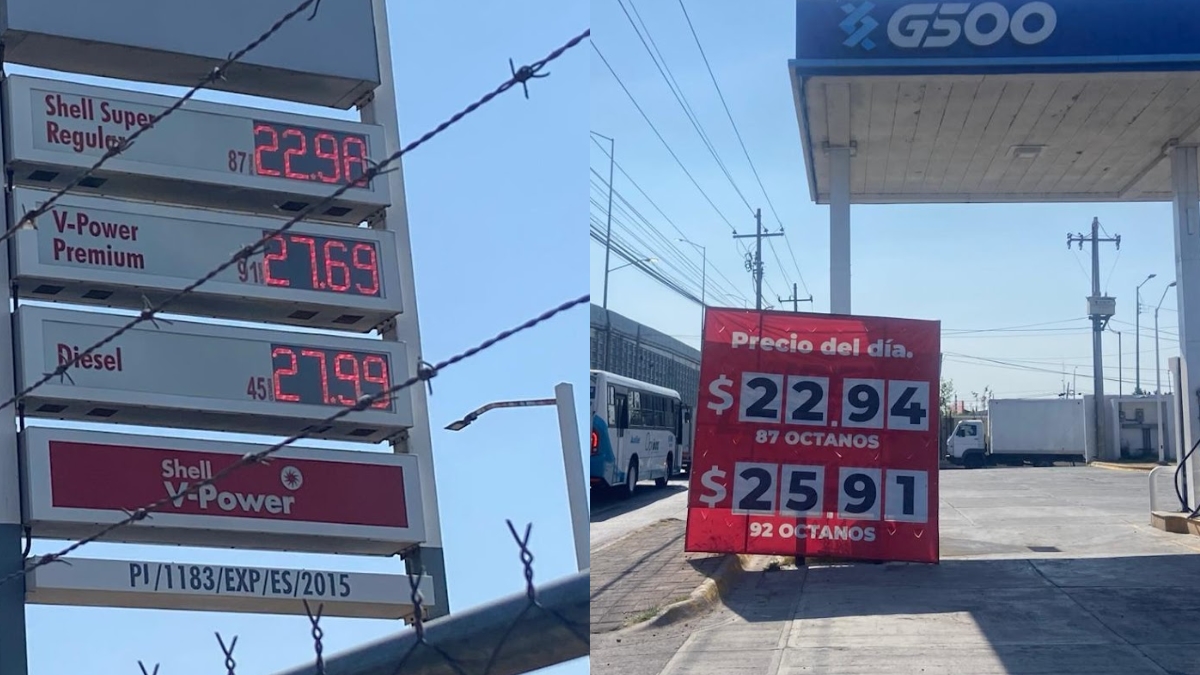 Shell Super
Regular
87
22.98
V-Power
Premium
91
27.69
Diesel
45
27.99
Shell
V-Power
PI/1183/EXP/ES/2015
G500
Precio del día.
$22.94
87 OCTANOS
$25.91
92 OCTANOS